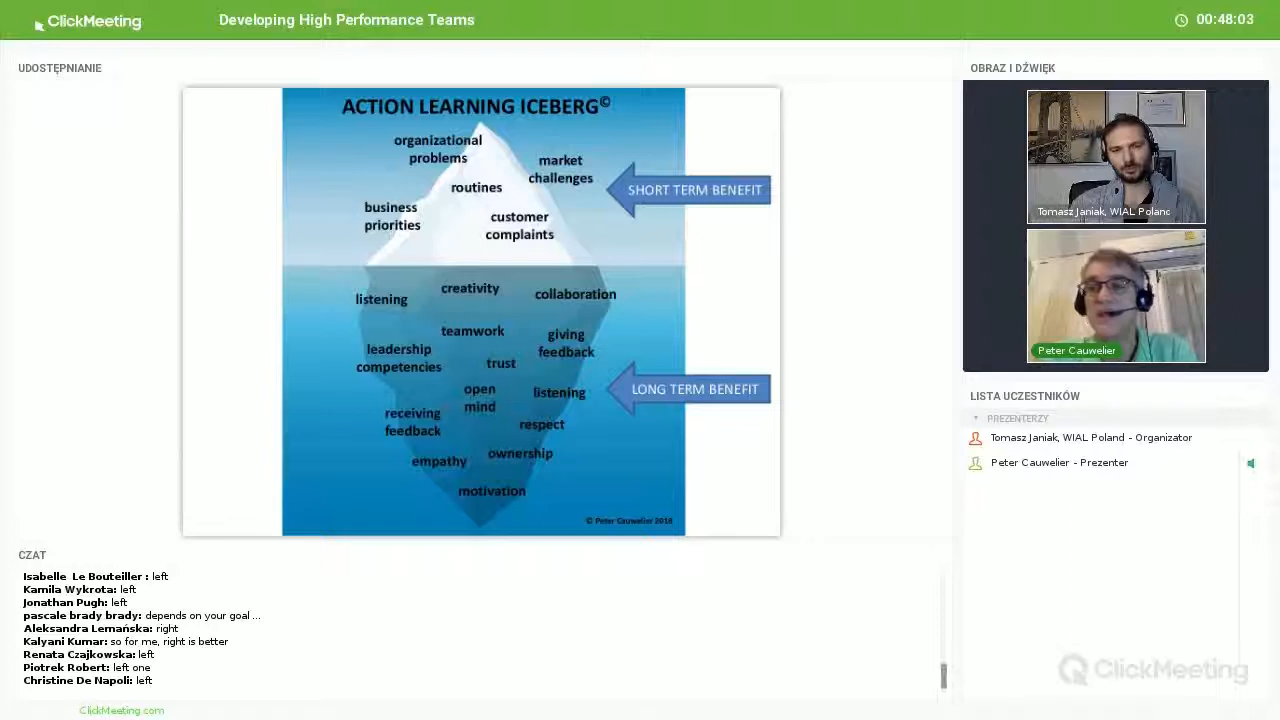 ClickMeeting
Developing High Performance Teams
00:48:03
UDOSTĘPNIANIE
ACTION LEARNING ICEBERG©
organizational
problems
market
challenges
routines
SHORT TERM BENEFIT
business
priorities
customer
complaints
creativity
listening
collaboration
teamwork
giving
feedback
leadership
competencies
trust
open
mind
listening
LONG TERM BENEFIT
receiving
feedback
respect
ownership
empathy
motivation
© Peter Cauwelier 2018
OBRAZ I DŹWIĘK
Tomasz Janiak, WIAL Poland
Peter Cauwelier
LISTA UCZESTNIKÓW
PREZENTERZY
Tomasz Janiak, WIAL Poland - Organizator
Peter Cauwelier - Prezenter
CZAT
Isabelle Le Bouteiller : left
Kamila Wykrota: left
Jonathan Pugh: left
pascale brady brady: depends on your goal ...
Aleksandra Lemańska: right
Kalyani Kumar: so for me, right is better
Renata Czajkowska: left
Piotrek Robert: left one
Christine De Napoli: left
ClickMeeting
ClickMeeting.com